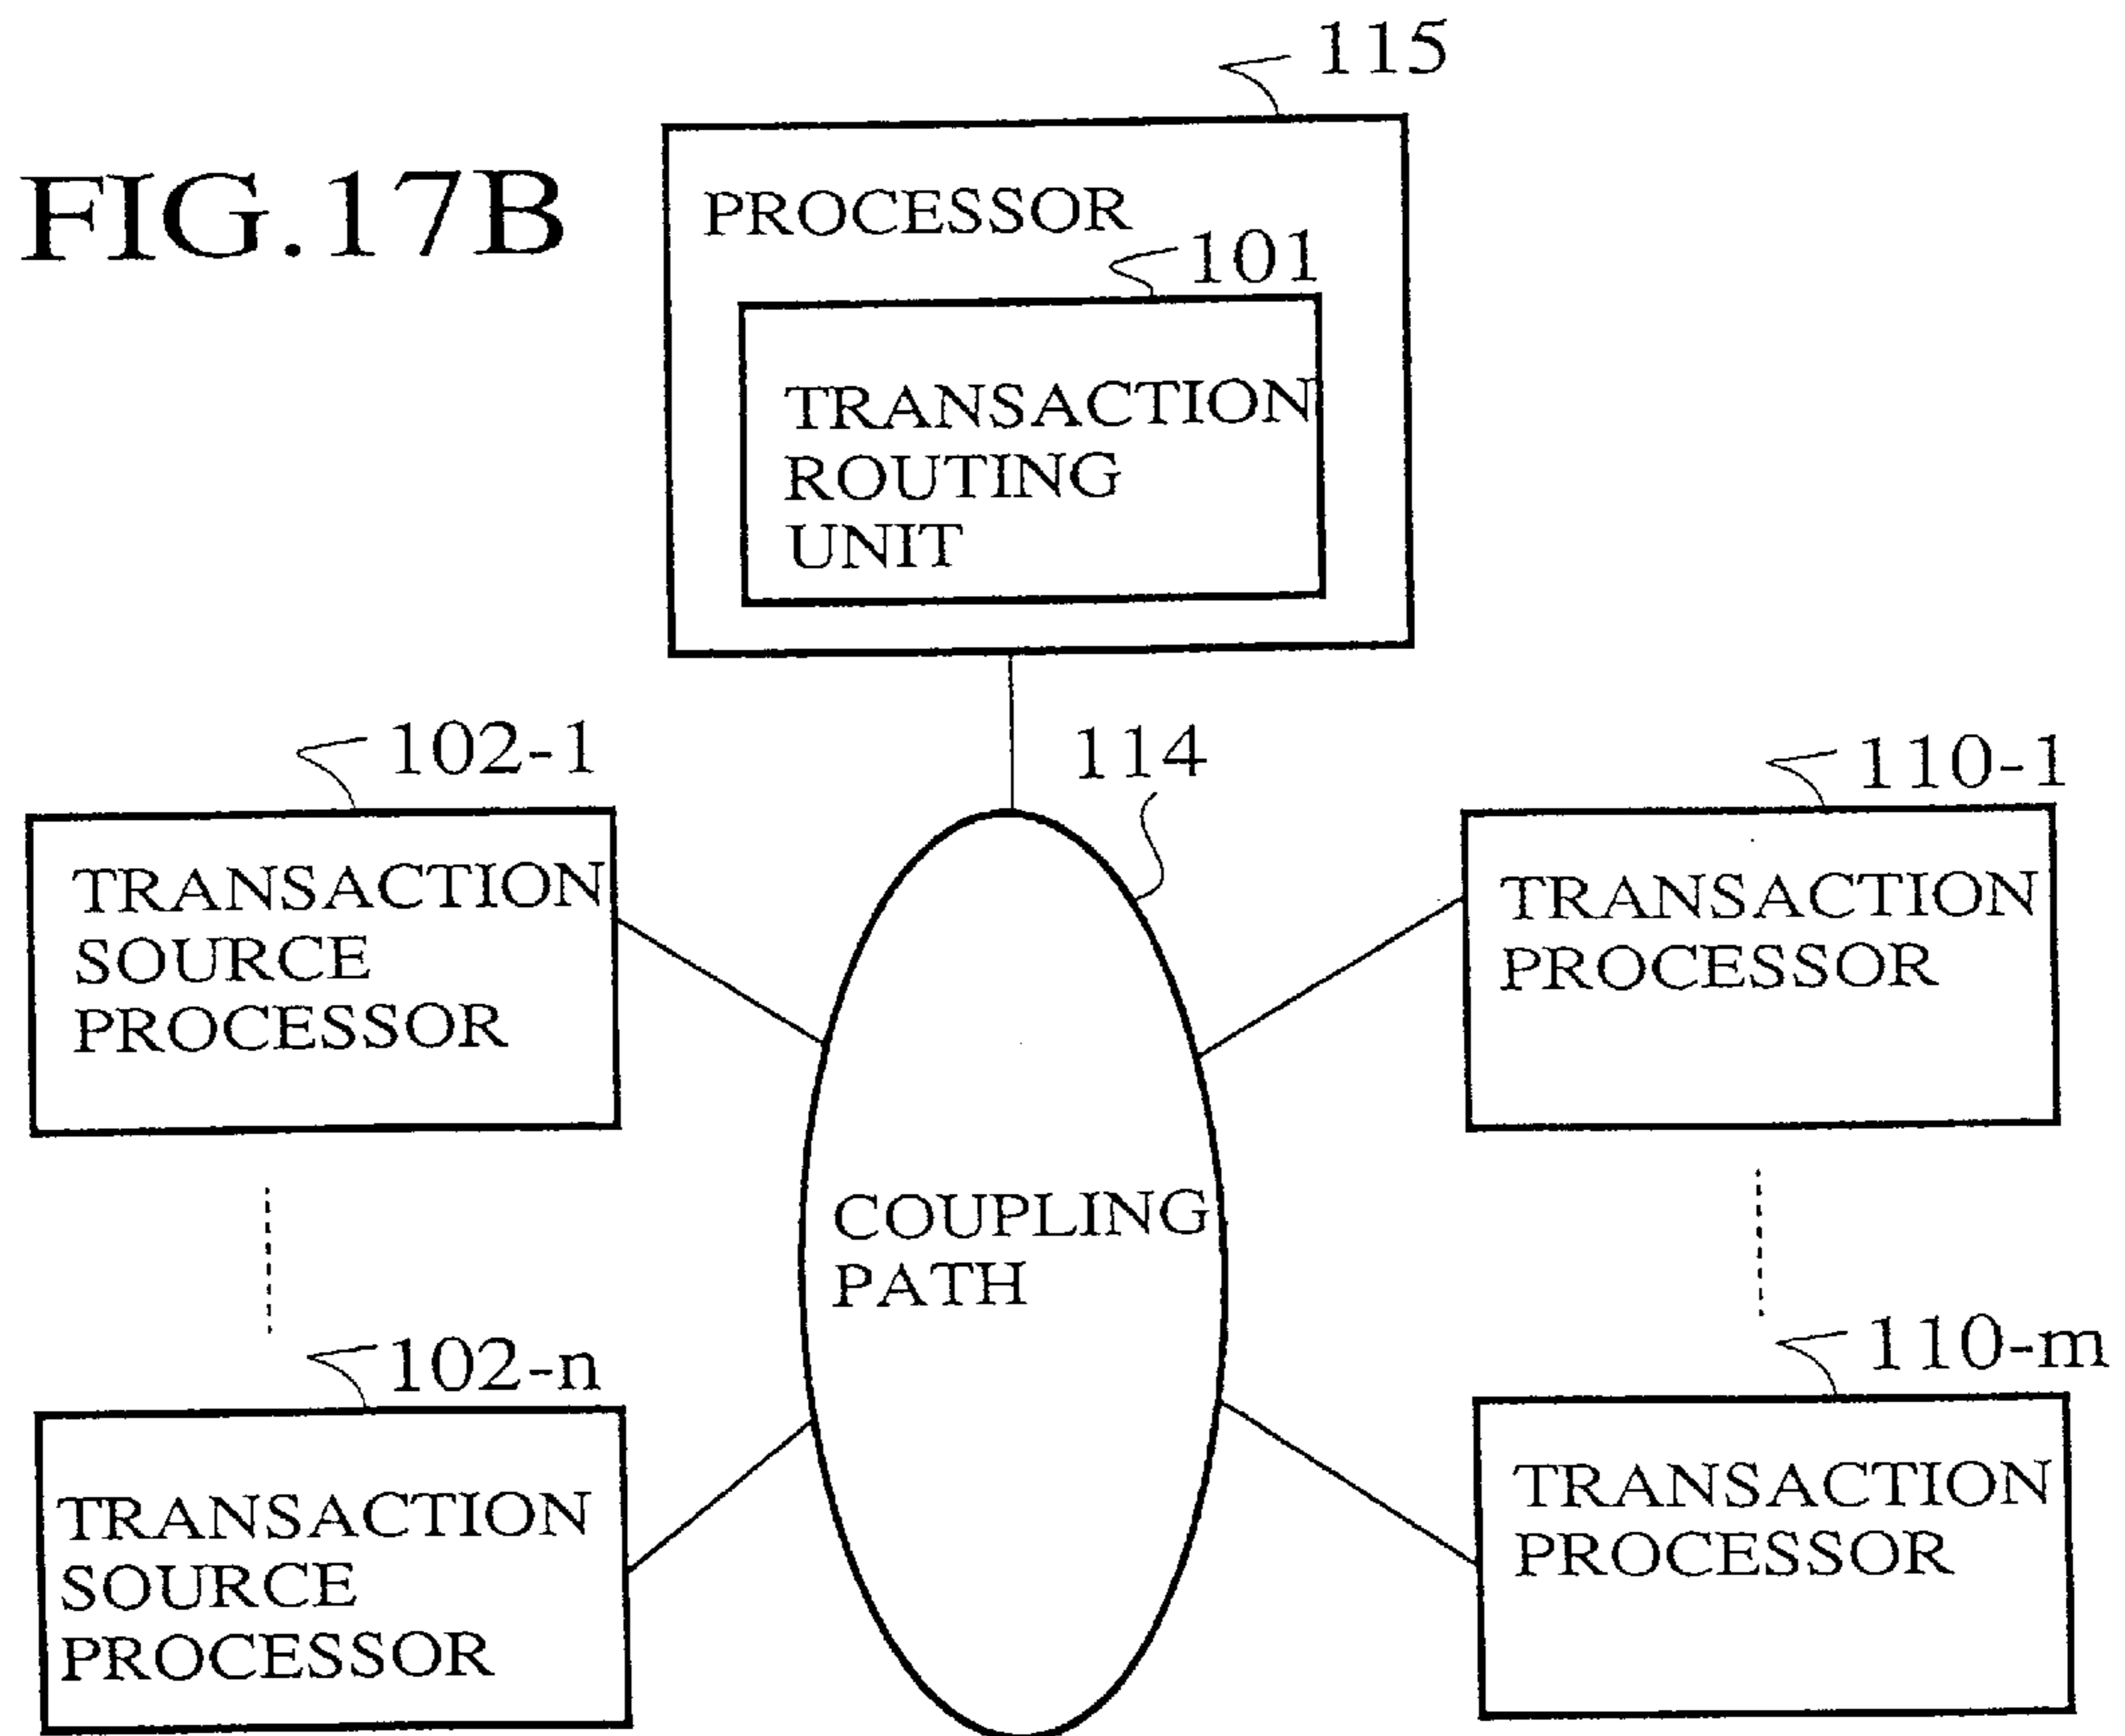 115
FIG.17B
PROCESSOR
101
TRANSACTION
ROUTING
UNIT
102-1
114
110-1
TRANSACTION
SOURCE
PROCESSOR
TRANSACTION
PROCESSOR
COUPLING
PATH
102-n
110-m
TRANSACTION
SOURCE
PROCESSOR
TRANSACTION
PROCESSOR